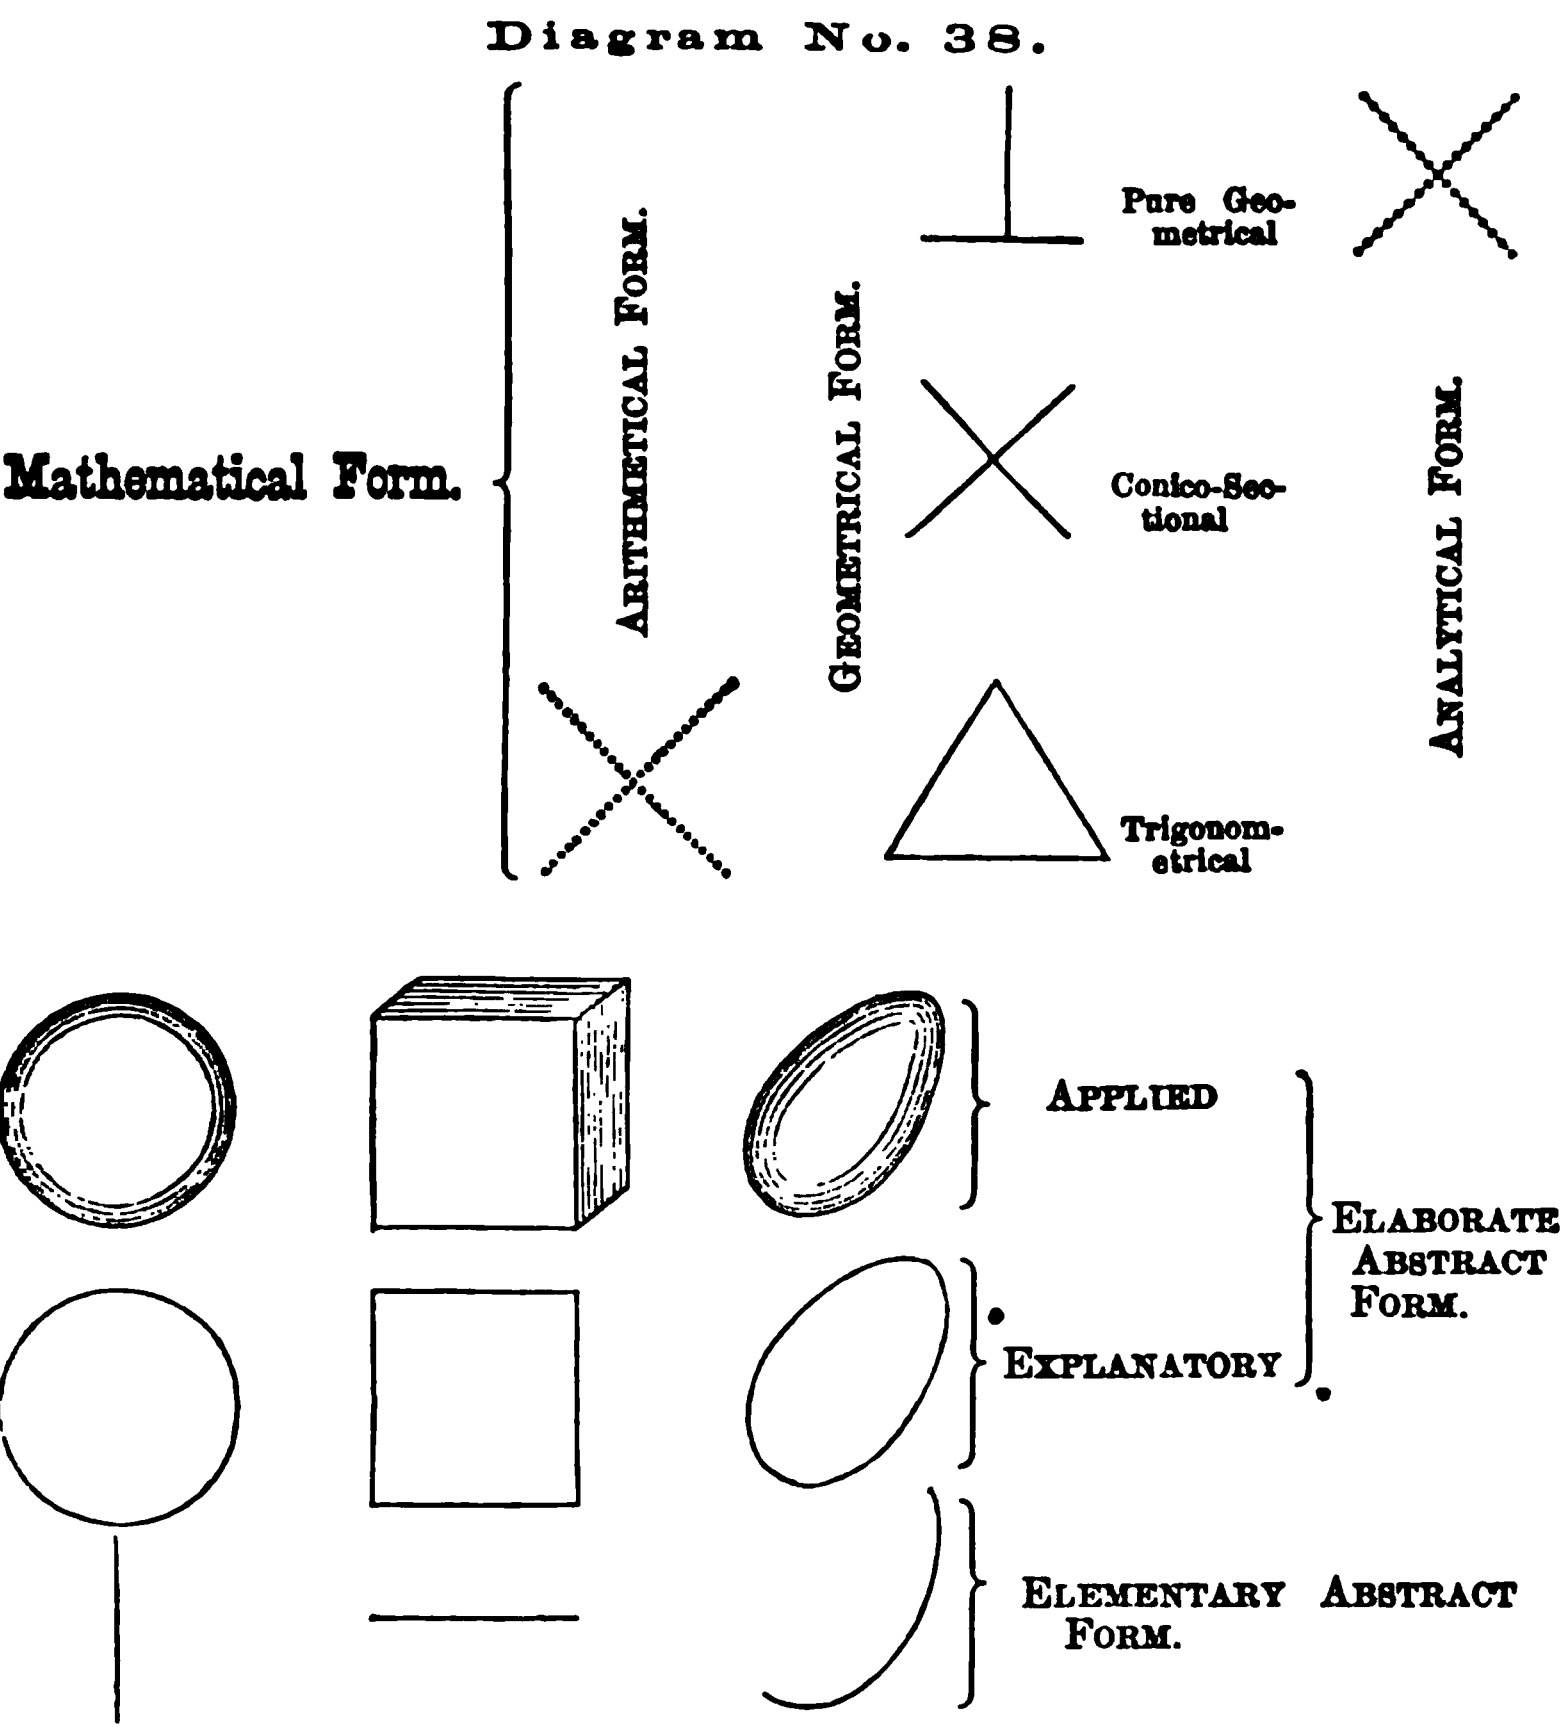 Diagram No. 38.
Mathematical Form.
ARITHMETICAL FORM.
GEOMETRICAL FORM.
Pure Geo-
metrical
Conico-Sec-
tional
Trigonom-
etrical
ANALYTICAL FORM.
APPLIED
EXPLANATORY
ELABORATE
ABSTRACT
FORM.
ELEMENTARY ABSTRACT
FORM.